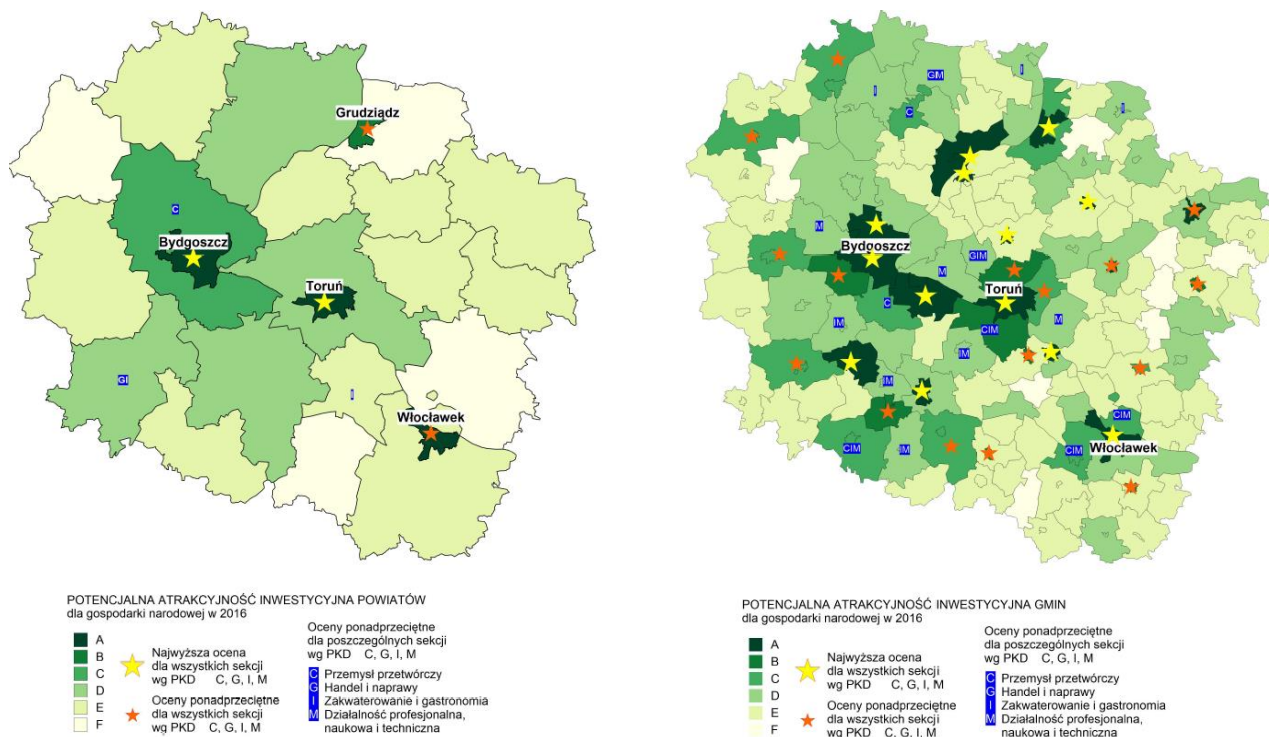 Grudziądz
C
Bydgoszcz
Toruń
GI
I
Włocławek
POTENCJALNA ATRAKCYJNOŚĆ INWESTYCYJNA POWIATÓW
dla gospodarki narodowej w 2016
A
B
C
D
E
F
Najwyższa ocena
dla wszystkich sekcji
wg PKD C, G, I, M
Oceny ponadprzeciętne
dla wszystkich sekcji
wg PKD C, G, I, M
Oceny ponadprzeciętne
dla poszczególnych sekcji
wg PKD C, G, I, M
C Przemysł przetwórczy
G Handel i naprawy
I Zakwaterowanie i gastronomia
M Działalność profesjonalna,
naukowa i techniczna
GIM
I
I
I
C
M
Bydgoszcz
GIM
M
Toruń
C
IM
CIM
M
IM
IM
CIM
CIM
IM
CIM
Włocławek
POTENCJALNA ATRAKCYJNOŚĆ INWESTYCYJNA GMIN
dla gospodarki narodowej w 2016
A
B
C
D
E
F
Najwyższa ocena
dla wszystkich sekcji
wg PKD C, G, I, M
Oceny ponadprzeciętne
dla wszystkich sekcji
wg PKD C, G, I, M
Oceny ponadprzeciętne
dla poszczególnych sekcji
wg PKD C, G, I, M
C Przemysł przetwórczy
G Handel i naprawy
I Zakwaterowanie i gastronomia
M Działalność profesjonalna,
naukowa i techniczna